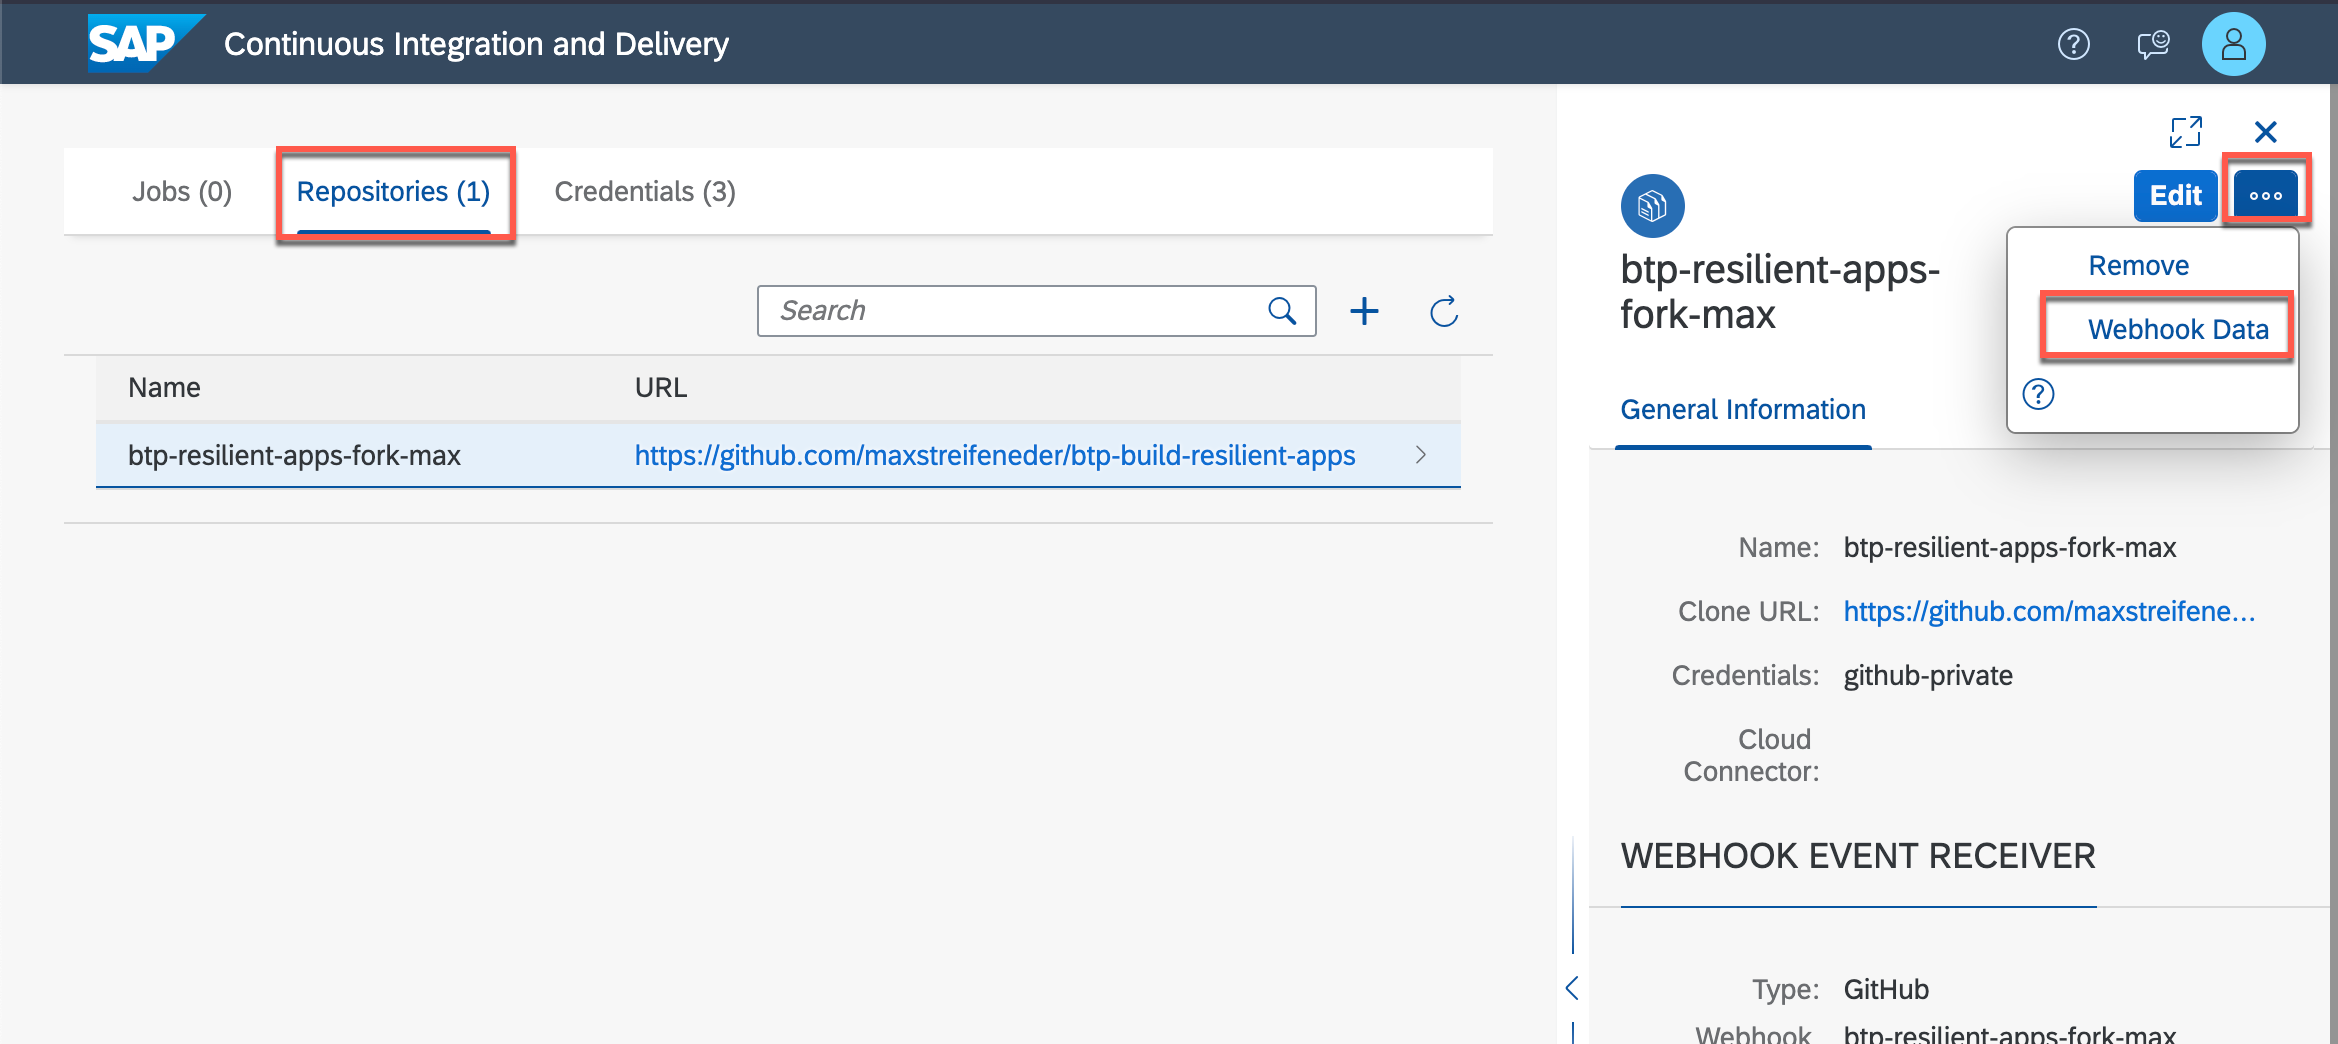 SAP
Continuous Integration and Delivery
Jobs (0)
Repositories (1)
Credentials (3)
Search
Name
URL
btp-resilient-apps-fork-max
https://github.com/maxstreifeneder/btp-build-resilient-apps
Edit
Remove
Webhook Data
btp-resilient-apps-
fork-max
General Information
Name: btp-resilient-apps-fork-max
Clone URL: https://github.com/maxstreifene...
Credentials: github-private
Cloud
Connector:
WEBHOOK EVENT RECEIVER
Type: GitHub
Webhook btp-resilient-apps-fork-max